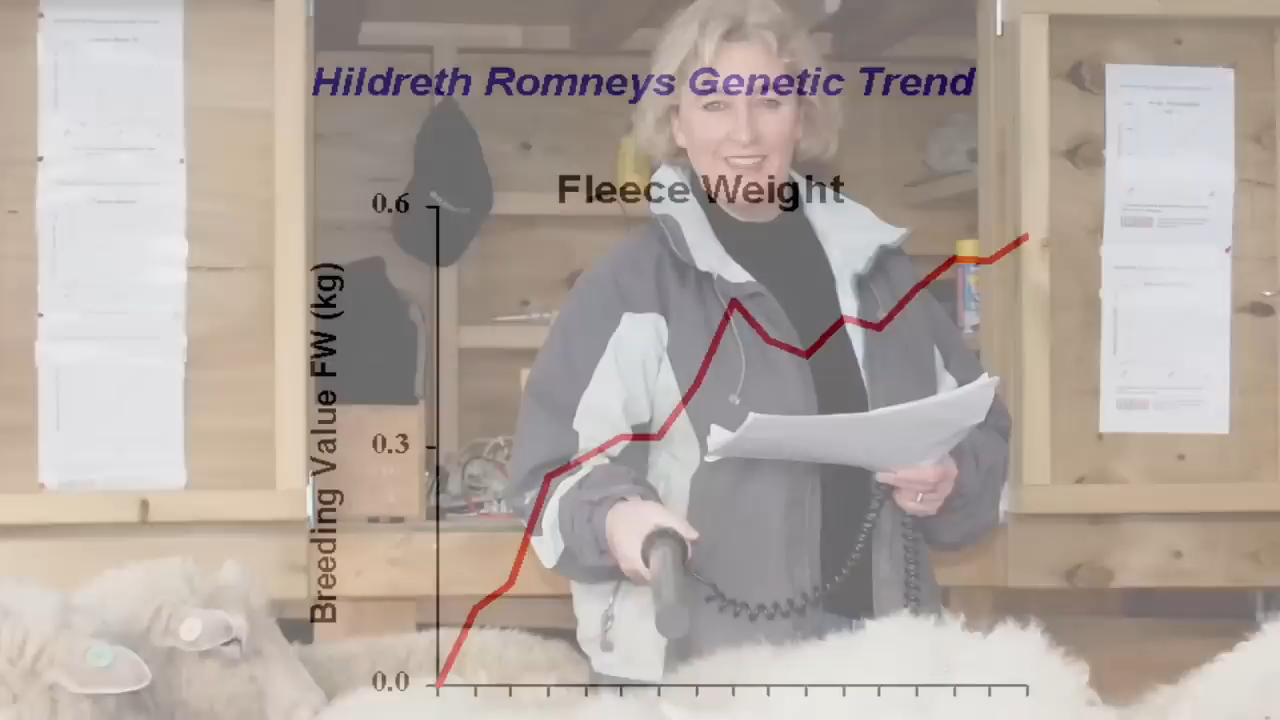 Hildreth Romneys Genetic Trend
Fleece Weight
Breeding Value FW (kg)
0.6
0.3
0.0